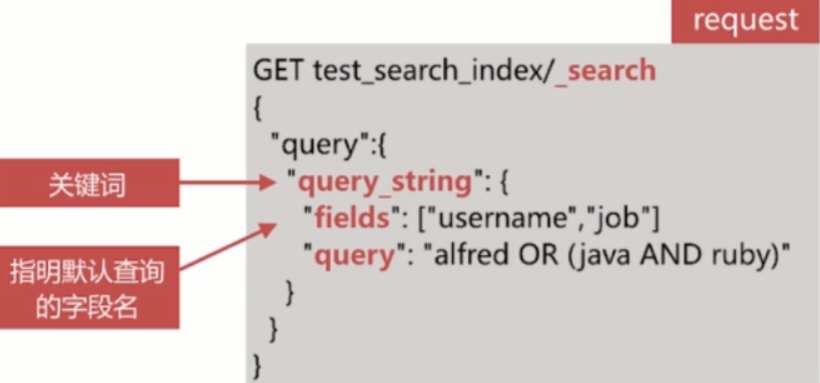 request
GET test_search_index/_search
{
"query":{
关键词
"query_string": {
"fields": ["username","job"]
指明默认查询
的字段名
"query": "alfred OR (java AND ruby)"
}
}
}